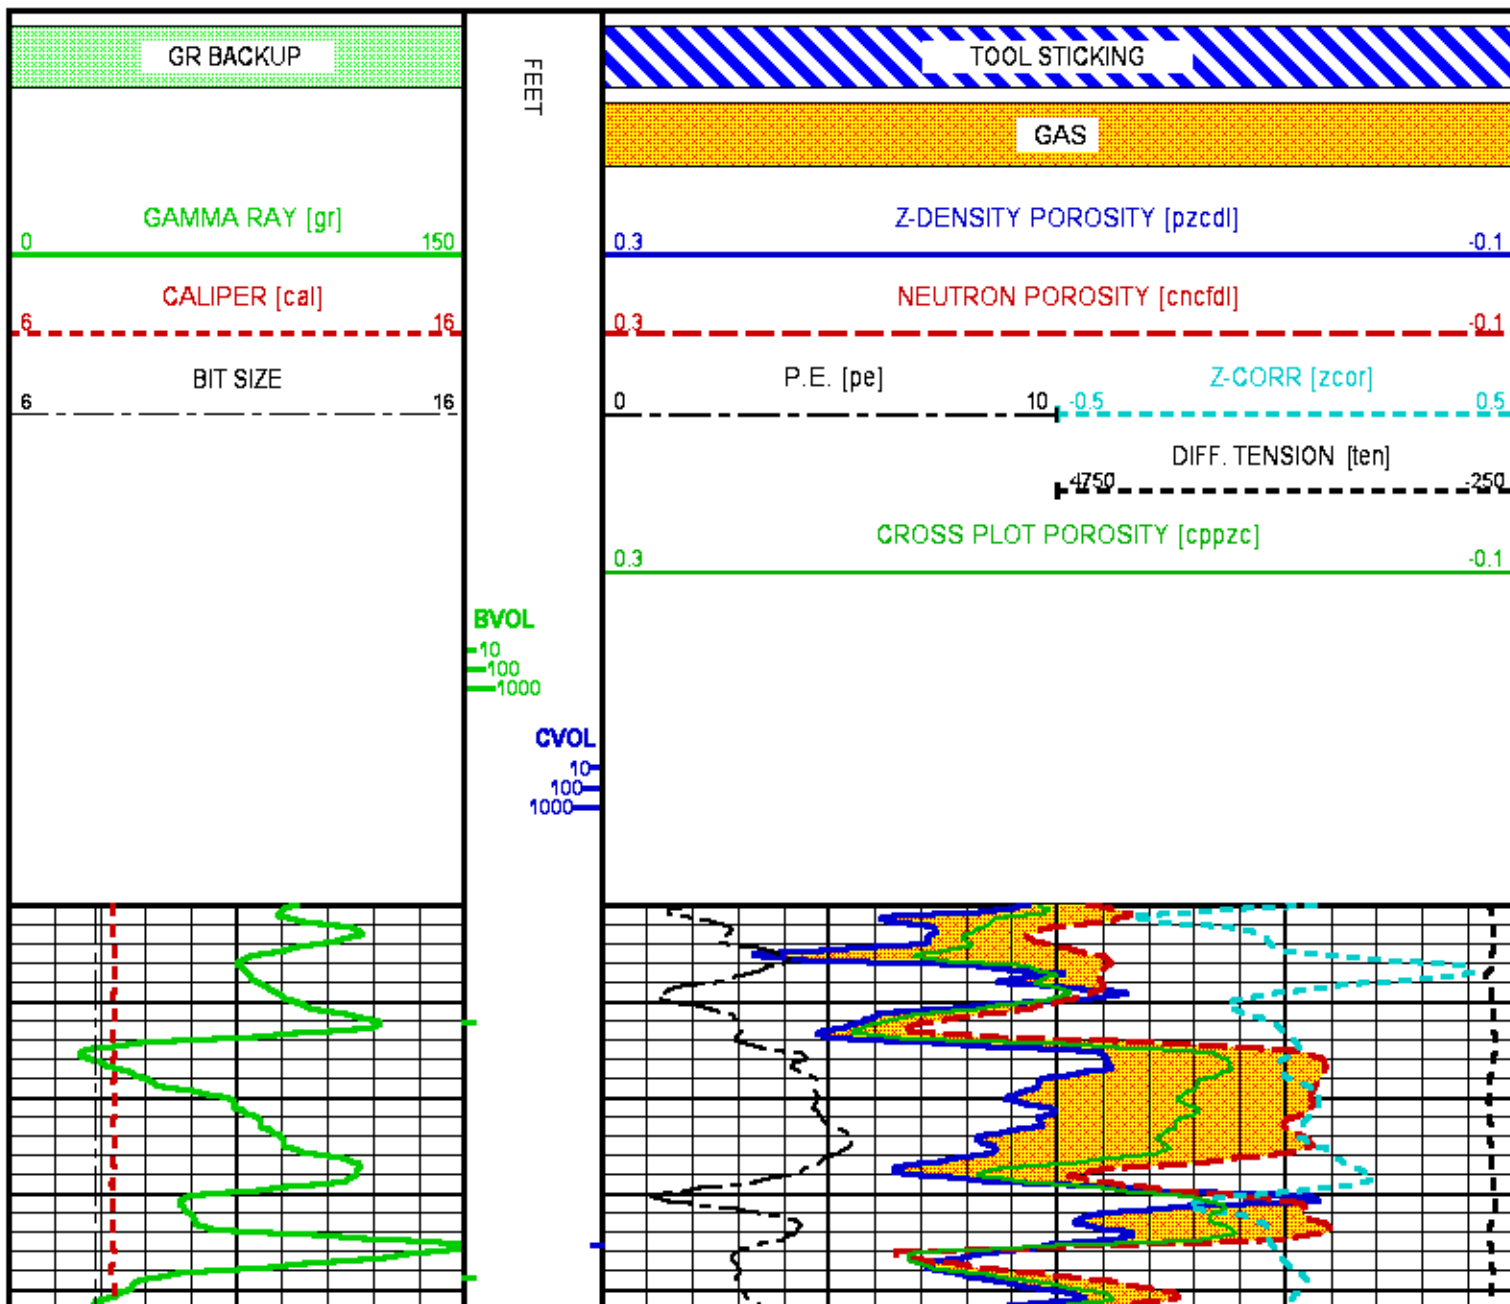 GR BACKUP
FEET
TOOL STICKING
GAS
GAMMA RAY [gr]
0 150
Z-DENSITY POROSITY [pzcdl]
0.3 -0.1
CALIPER [cal]
6 16
NEUTRON POROSITY [cncfdl]
0.3 -0.1
BIT SIZE
6 16
P.E. [pe]
0 10
Z-CORR [zcor]
-0.5 0.5
DIFF. TENSION [ten]
4750 -250
CROSS PLOT POROSITY [cppzc]
0.3 -0.1
BVOL
10
100
1000
CVOL
10
100
1000